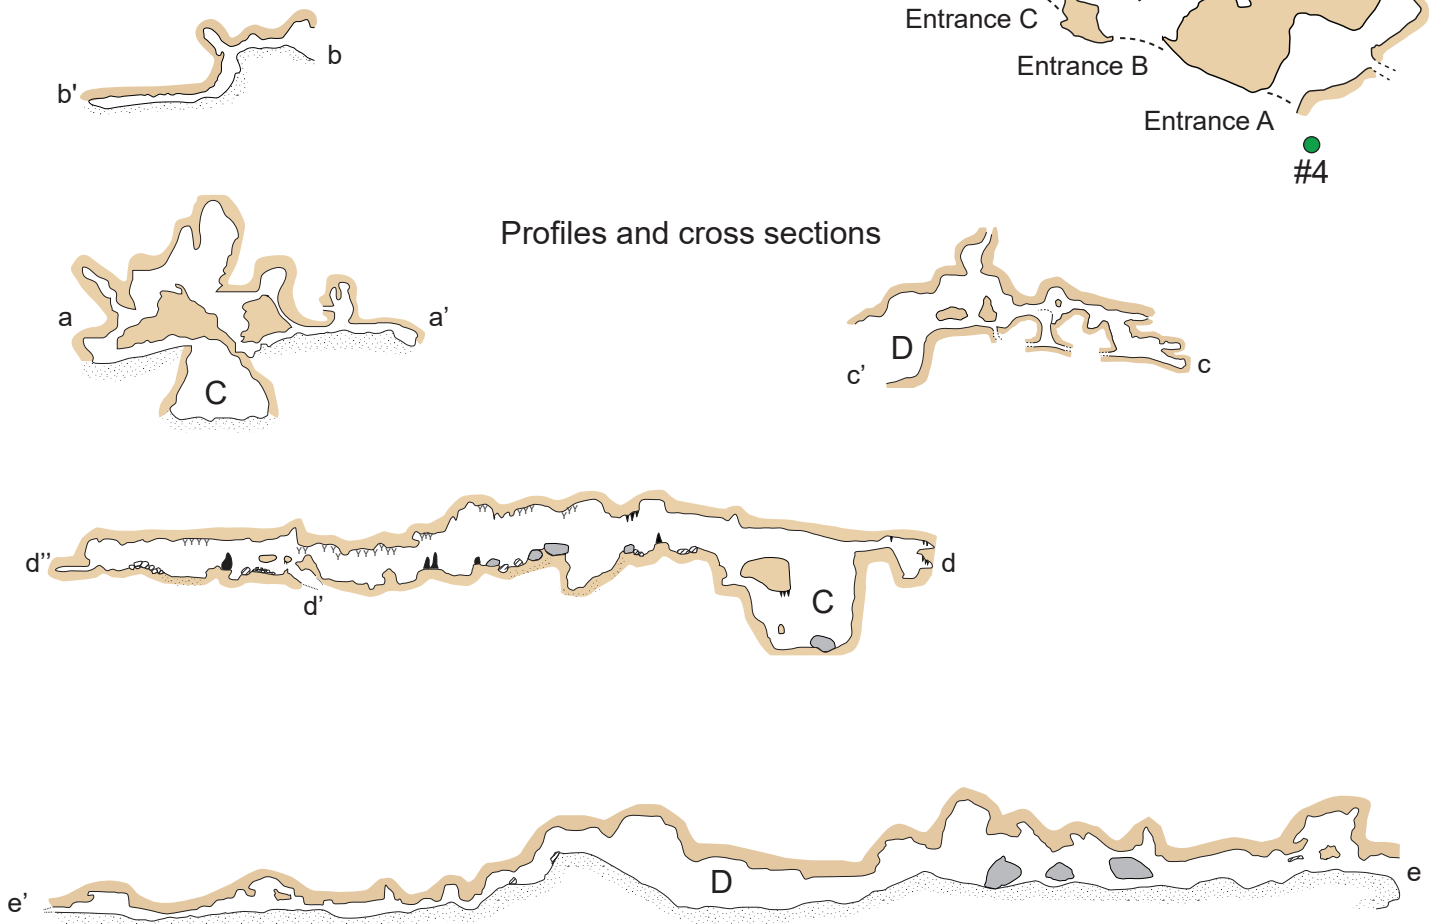 Entrance C
b
Entrance B
b'
Entrance A
#4
Profiles and cross sections
a
a’
D
c’
c
C
d’’
d
d’
C
D
e
e’